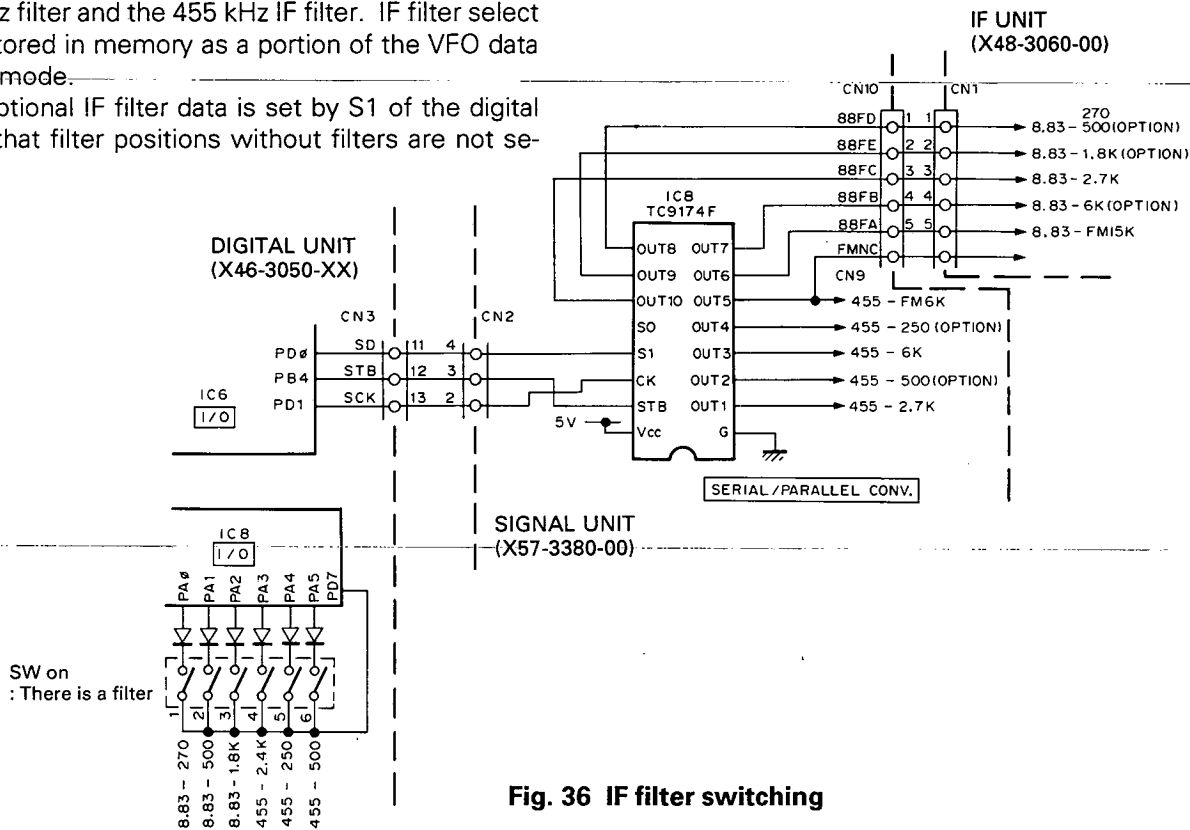 z filter and the 455 kHz IF filter. IF filter select
tored in memory as a portion of the VFO data
mode.
ptional IF filter data is set by S1 of the digital
that filter positions without filters are not se-
IF UNIT
(X48-3060-00)
CN10
CN1
88FD 1 1 8.83-270 500(OPTION)
88FE 2 2 8.83-1.8K(OPTION)
88FC 3 3 8.83-2.7K
88FB 4 4 8.83-6K(OPTION)
88FA 5 5 8.83-FM15K
FMNC
CN9
IC8
TC9174F
OUT8 OUT7
OUT9 OUT6
OUT10 OUT5 455-FM6K
SO OUT4 455-250(OPTION)
S1 OUT3 455-6K
CK OUT2 455-500(OPTION)
STB OUT1 455-2.7K
5V Vcc G
SERIAL/PARALLEL CONV.
DIGITAL UNIT
(X46-3050-XX)
CN3
CN2
PDø SD 11 4
PB4 STB 12 3
PD1 SCK 13 2
IC6
I/O
SIGNAL UNIT
(X57-3380-00)
IC8
I/O
PAø PA1 PA2 PA3 PA4 PA5 PD7
SW on
: There is a filter
1 2 3 4 5 6
8.83-270
8.83-500
8.83-1.8K
455-2.4K
455-250
455-500
Fig. 36 IF filter switching